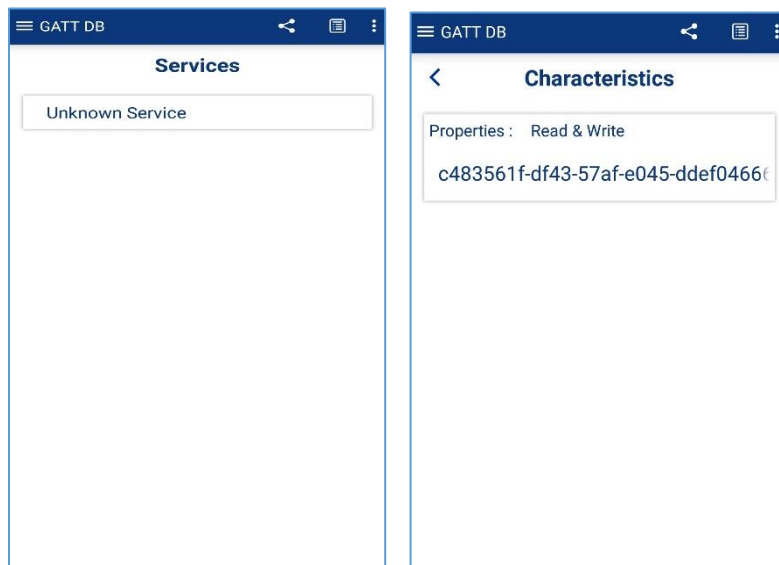 GATT DB
Services
Unknown Service
GATT DB
Characteristics
Properties : Read & Write
c483561f-df43-57af-e045-ddef0466